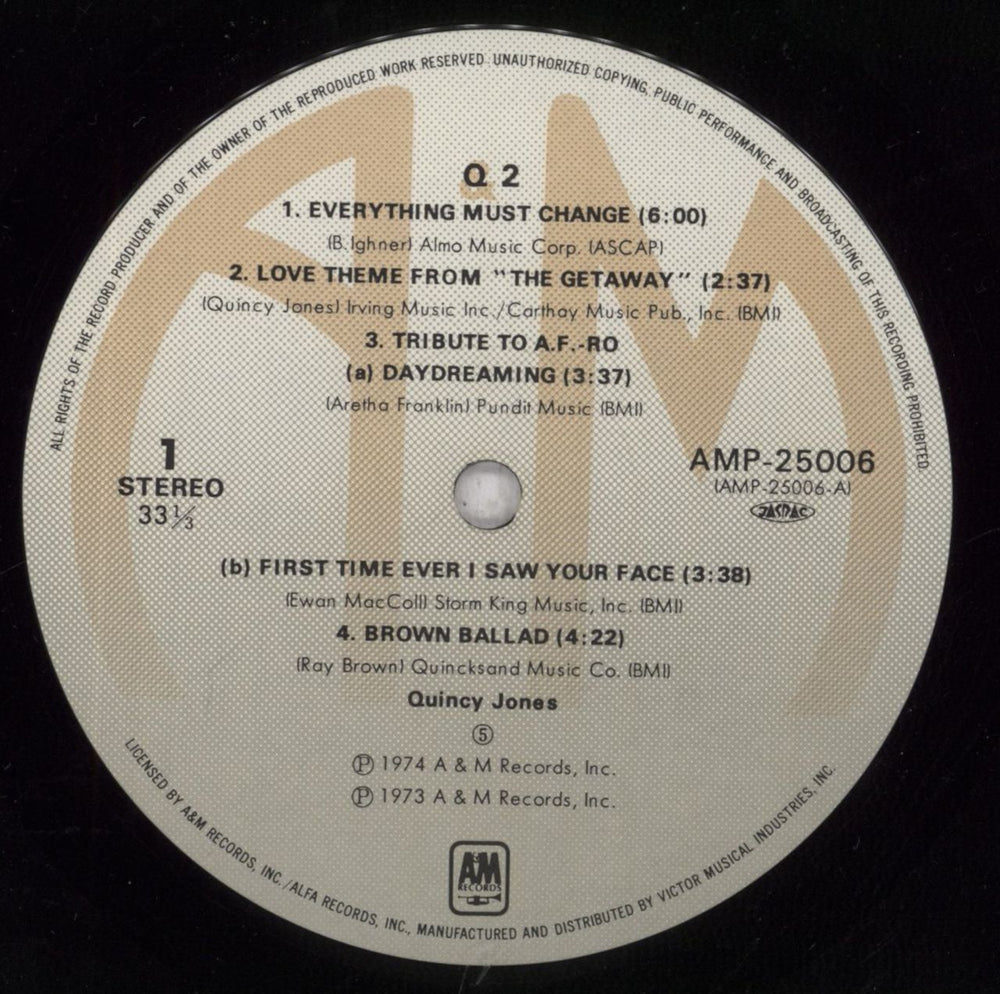 ALL RIGHTS OF THE RECORD PRODUCER AND OF THE OWNER OF THE REPRODUCED WORK RESERVED. UNAUTHORIZED COPYING, PUBLIC PERFORMANCE AND BROADCASTING OF THIS RECORDING PROHIBITED
Q 2
1. EVERYTHING MUST CHANGE (6:00)
(B. Ighner) Almo Music Corp. (ASCAP)
2. LOVE THEME FROM "THE GETAWAY" (2:37)
(Quincy Jones) Irving Music Inc./Carthay Music Pub., Inc. (BMI)
3. TRIBUTE TO A.F.-RO
(a) DAYDREAMING (3:37)
(Aretha Franklin) Pundit Music (BMI)
1
STEREO
33⅓
AMP-25006
(AMP-25006-A)
JASRAC
(b) FIRST TIME EVER I SAW YOUR FACE (3:38)
(Ewan MacColl) Storm King Music, Inc. (BMI)
4. BROWN BALLAD (4:22)
(Ray Brown) Quincksand Music Co. (BMI)
Quincy Jones
⑤
℗ 1974 A & M Records, Inc.
℗ 1973 A & M Records, Inc.
A&M
RECORDS
LICENSED BY A&M RECORDS, INC./ALFA RECORDS, INC., MANUFACTURED AND DISTRIBUTED BY VICTOR MUSICAL INDUSTRIES, INC.